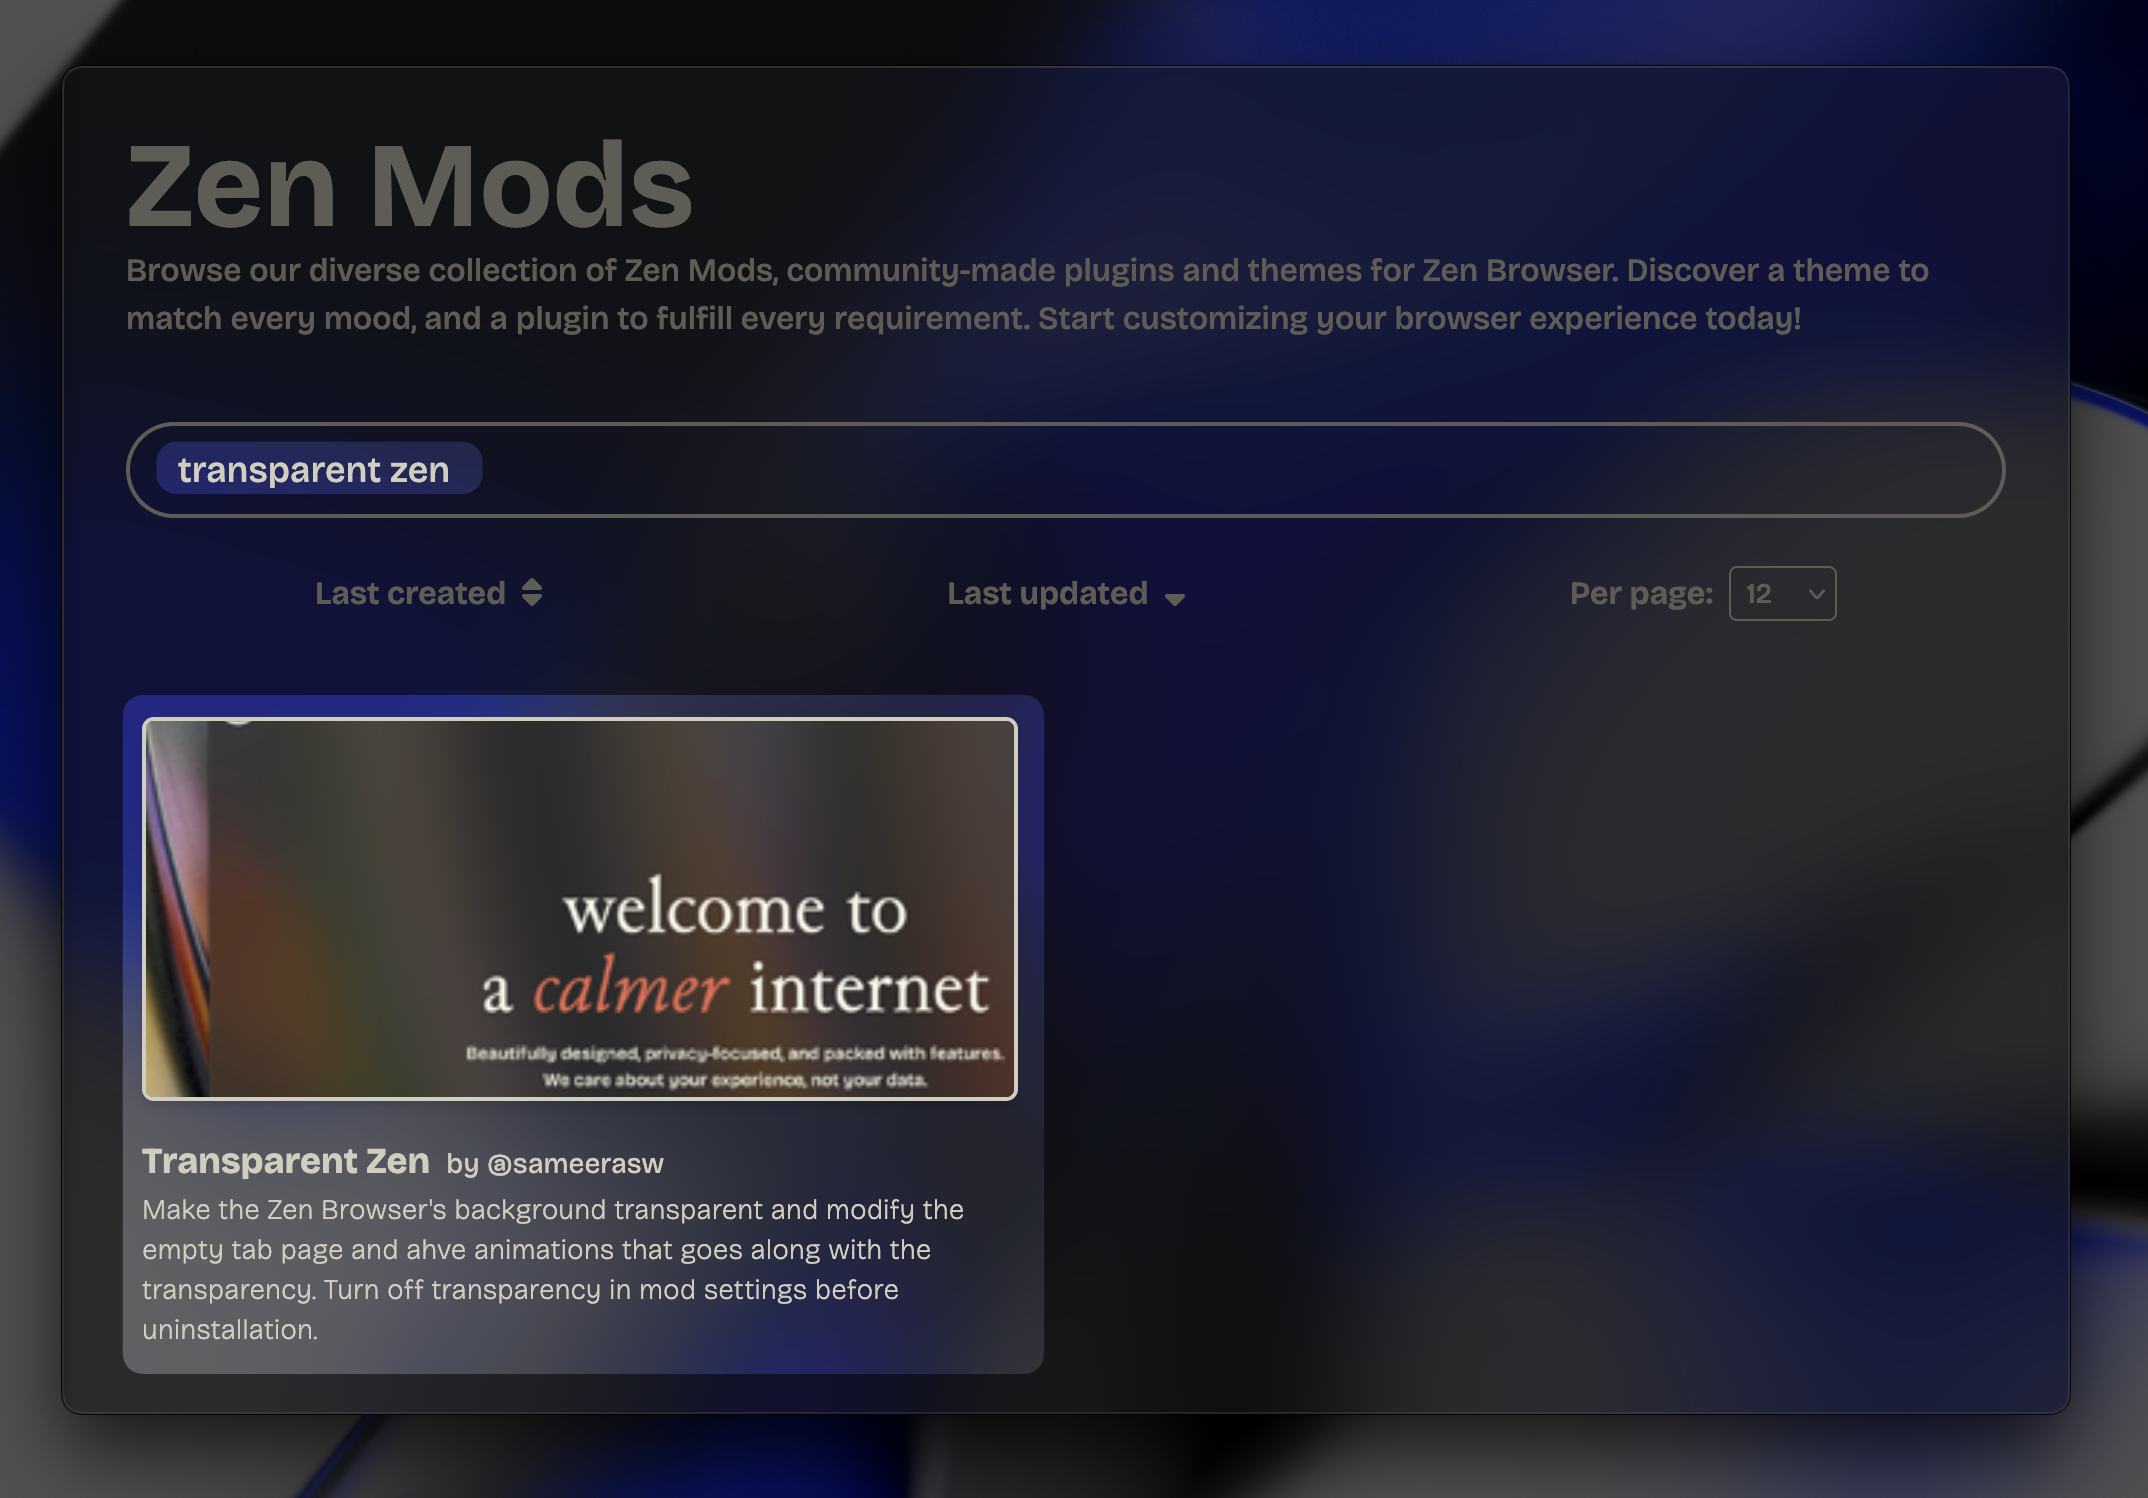 Zen Mods
Browse our diverse collection of Zen Mods, community-made plugins and themes for Zen Browser. Discover a theme to
match every mood, and a plugin to fulfill every requirement. Start customizing your browser experience today!
transparent zen
Last created
Last updated
Per page: 12
welcome to
a calmer internet
Beautifully designed, privacy-focused, and packed with features.
We care about your experience, not your data.
Transparent Zen by @sameerasw
Make the Zen Browser's background transparent and modify the
empty tab page and ahve animations that goes along with the
transparency. Turn off transparency in mod settings before
uninstallation.